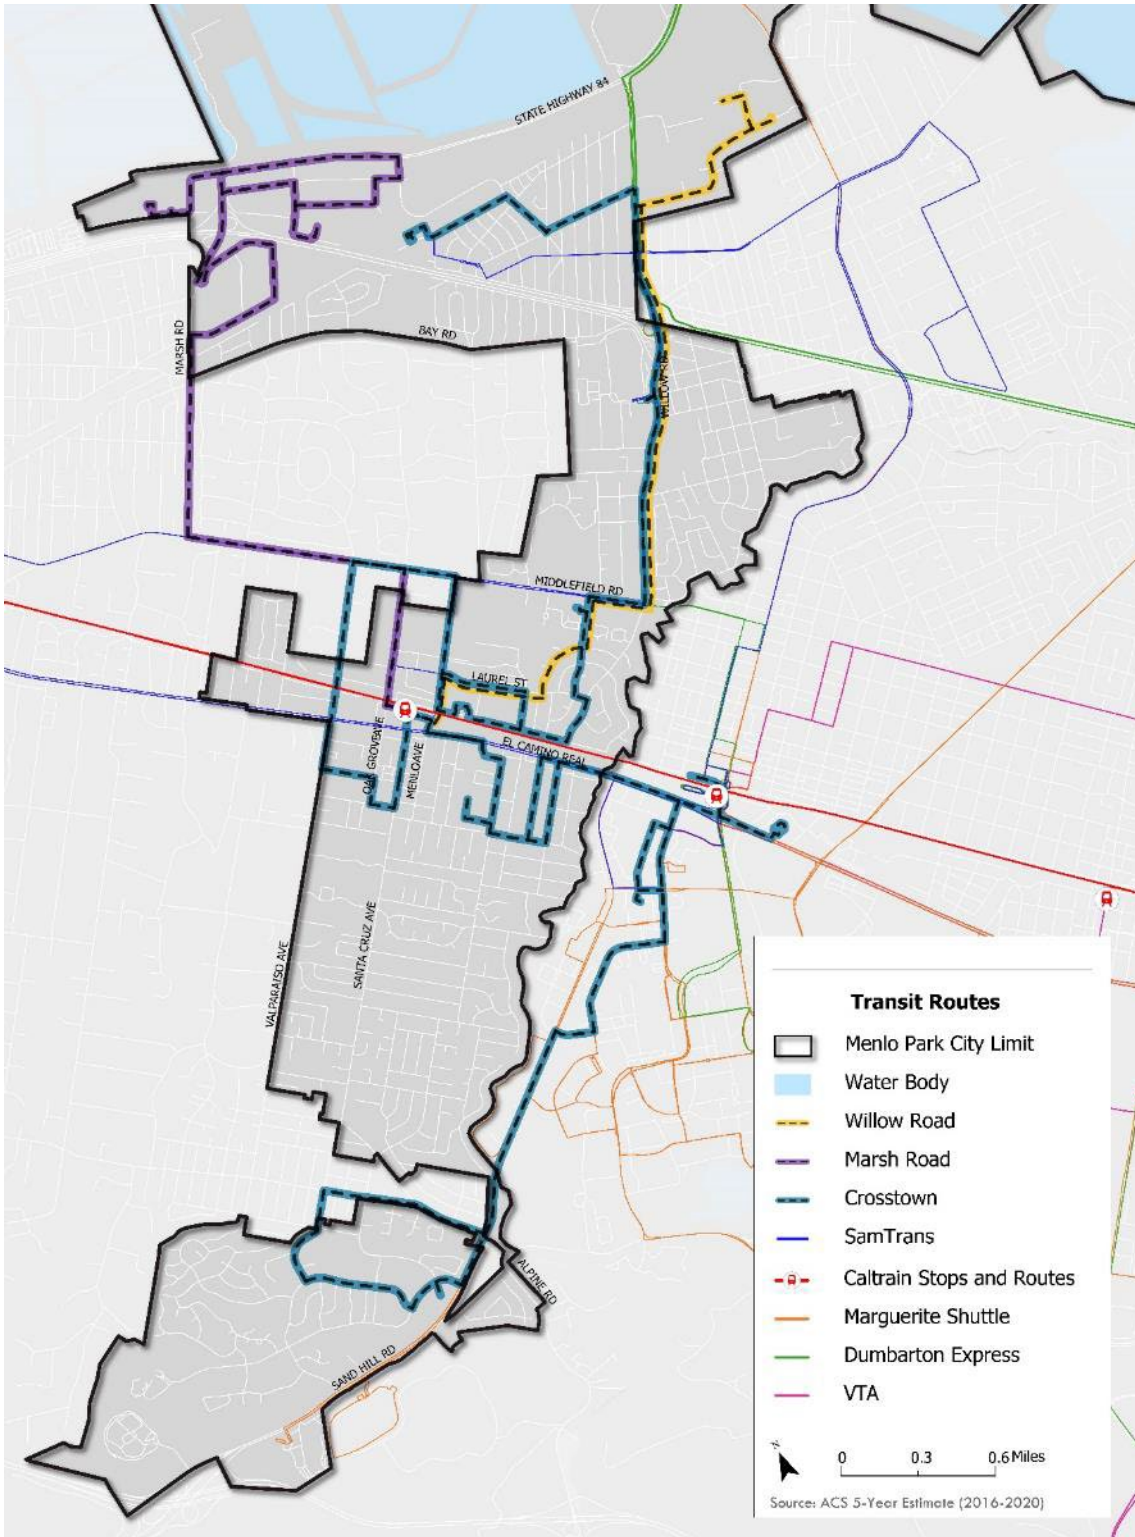 STATE HIGHWAY 84
MARSH RD
BAY RD
WILLOW RD
MIDDLEFIELD RD
LAUREL ST
EL CAMINO REAL
OAK GROVE AVE
MENLO AVE
SANTA CRUZ AVE
VALPARAISO AVE
ALPINE RD
SAND HILL RD
Transit Routes
Menlo Park City Limit
Water Body
Willow Road
Marsh Road
Crosstown
SamTrans
Caltrain Stops and Routes
Marguerite Shuttle
Dumbarton Express
VTA
N
0 0.3 0.6 Miles
Source: ACS 5-Year Estimate (2016-2020)